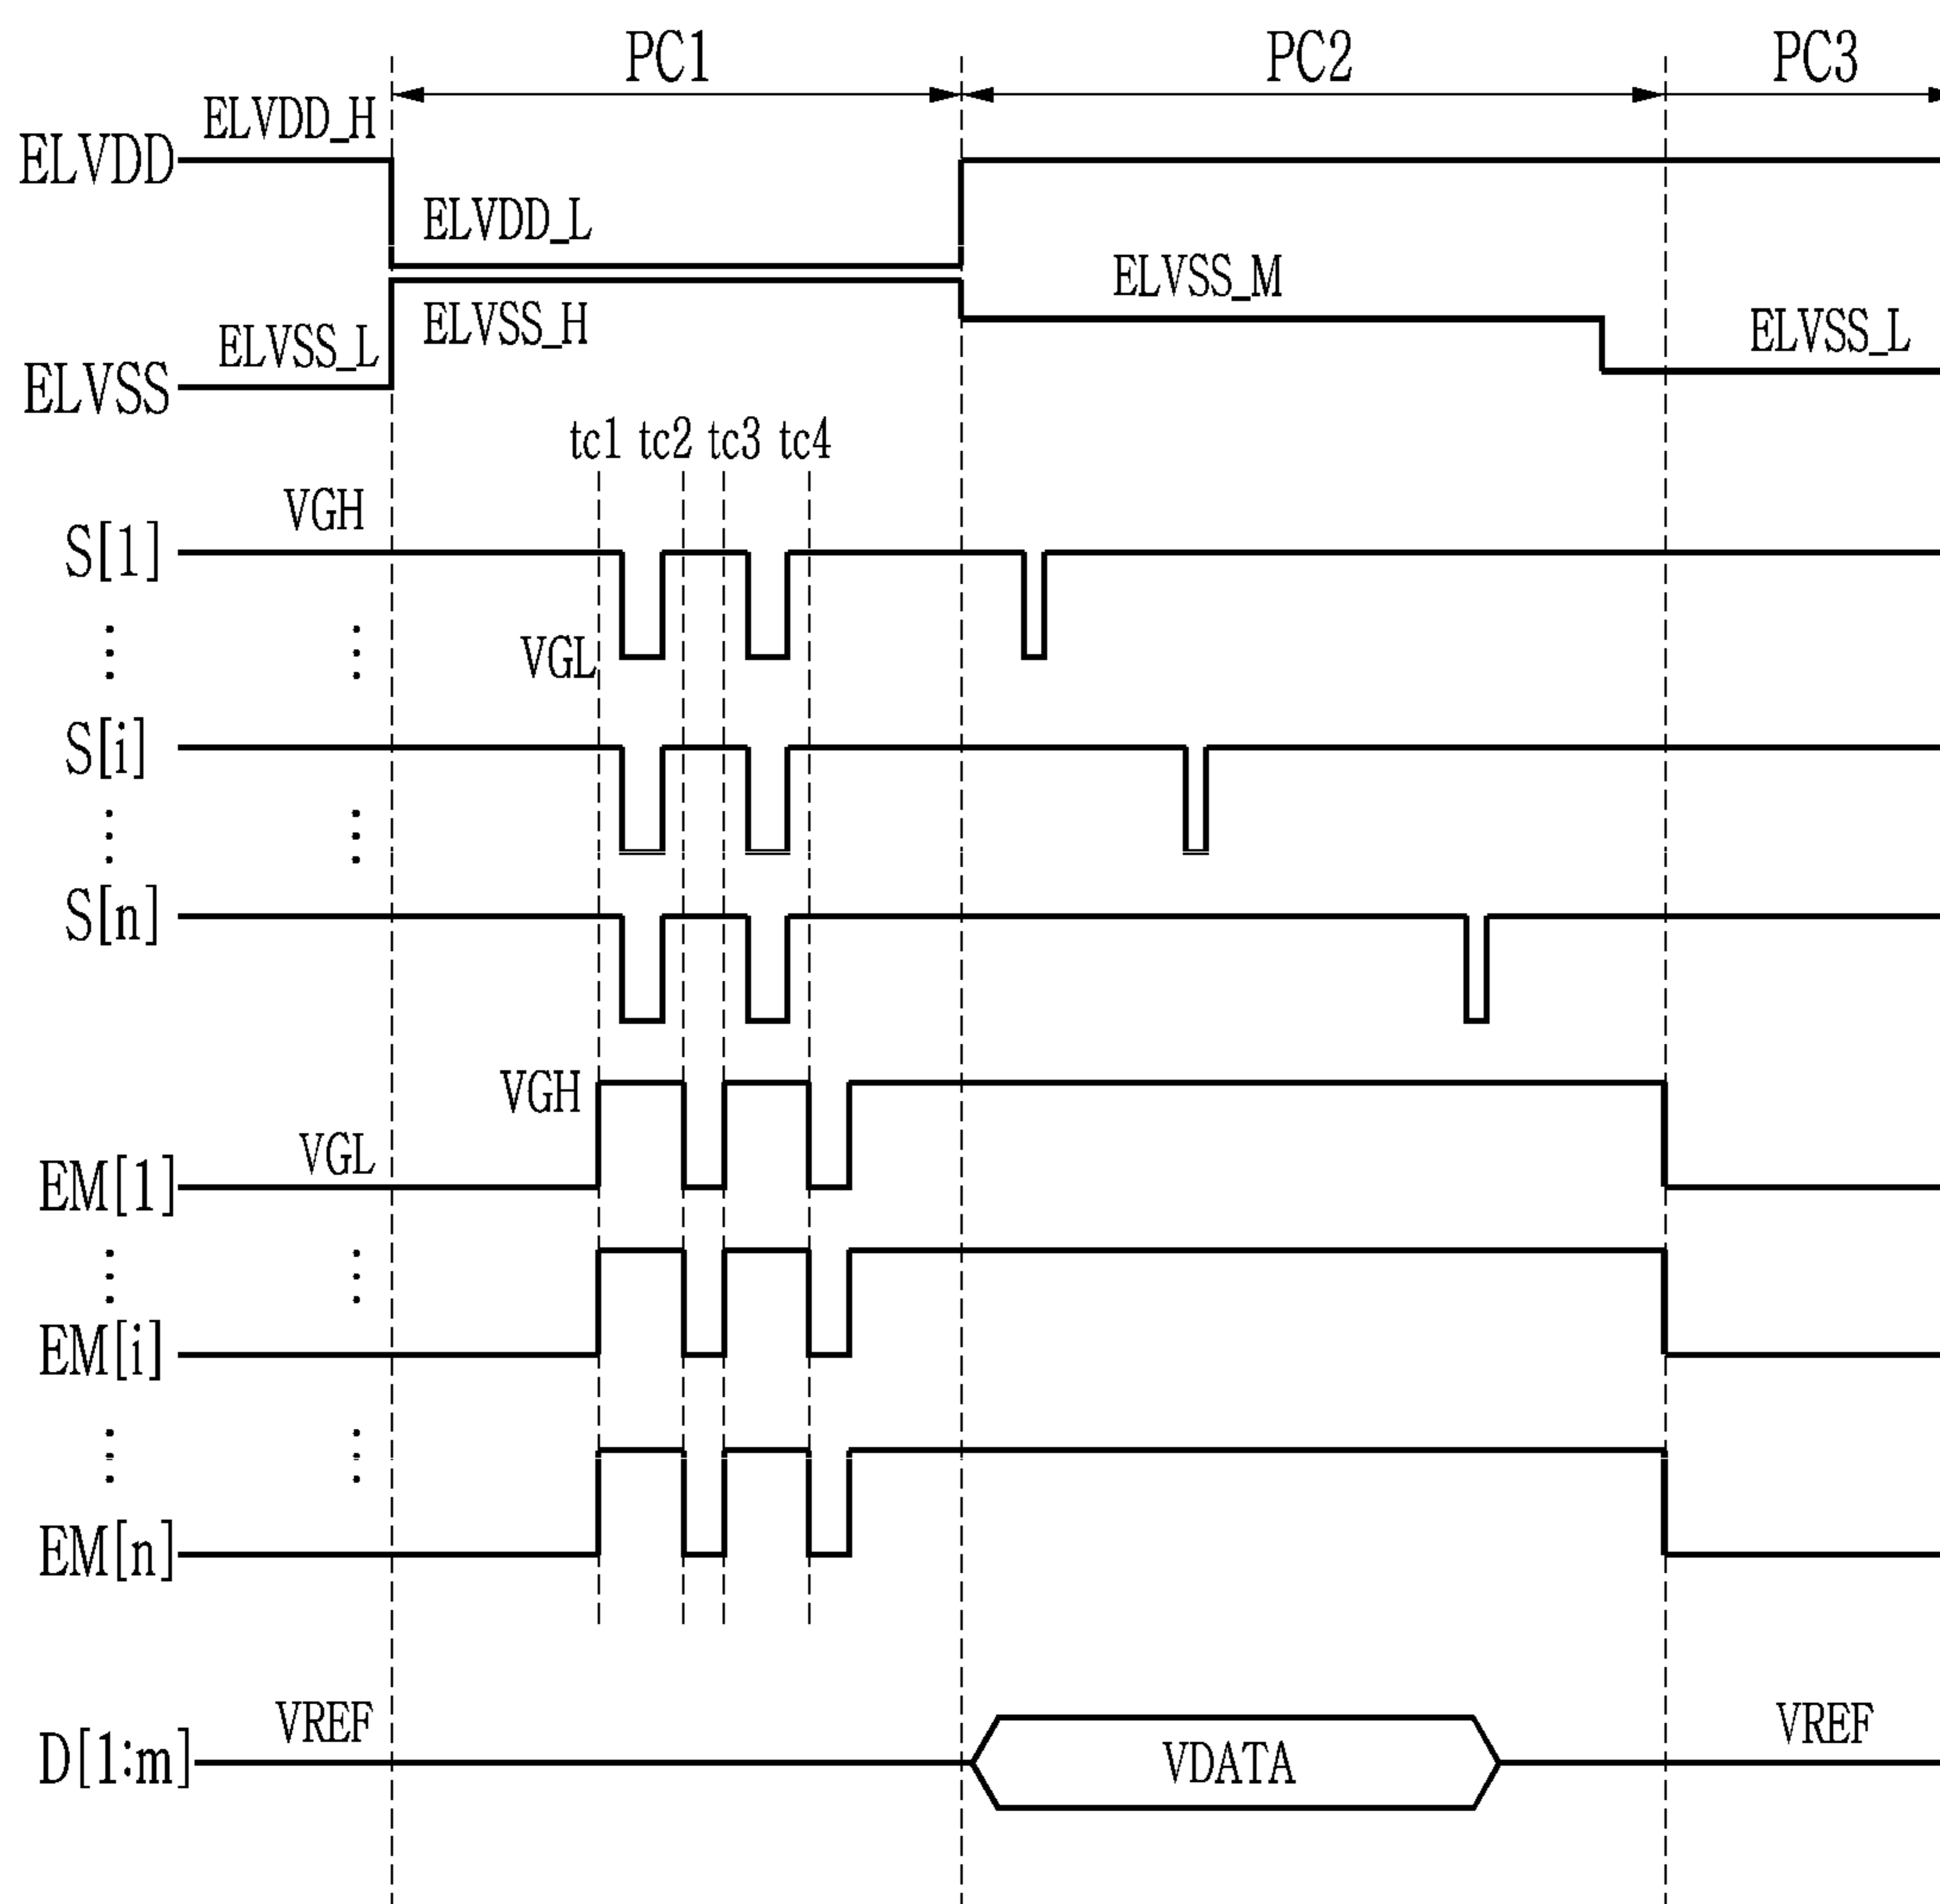 PC1 PC2 PC3
ELVDD_H
ELVDD
ELVDD_L
ELVSS_M
ELVSS_H
ELVSS_L ELVSS_L
ELVSS
tc1 tc2 tc3 tc4
VGH
S[1]
VGL
S[i]
S[n]
VGH
VGL
EM[1]
EM[i]
EM[n]
VREF VREF
D[1:m] VDATA